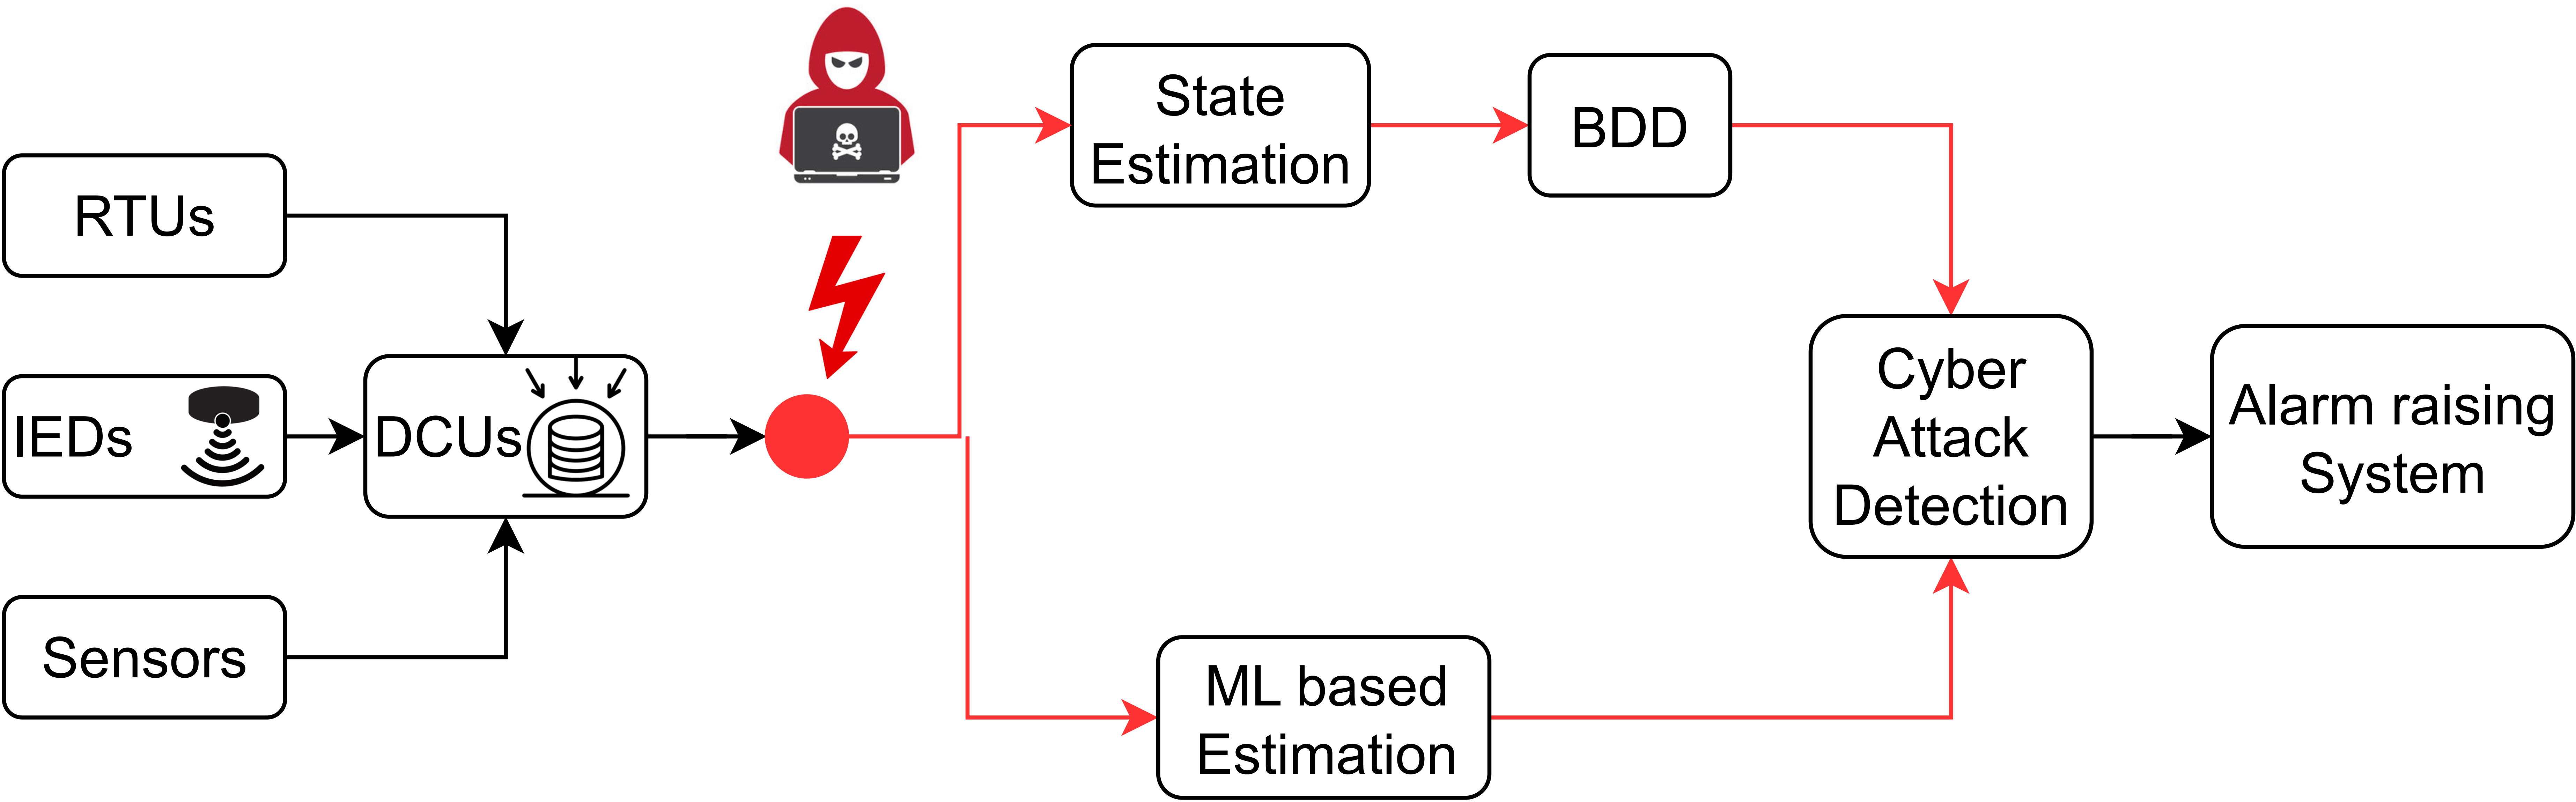 RTUs
IEDs
Sensors
DCUs
State
Estimation
BDD
ML based
Estimation
Cyber
Attack
Detection
Alarm raising
System